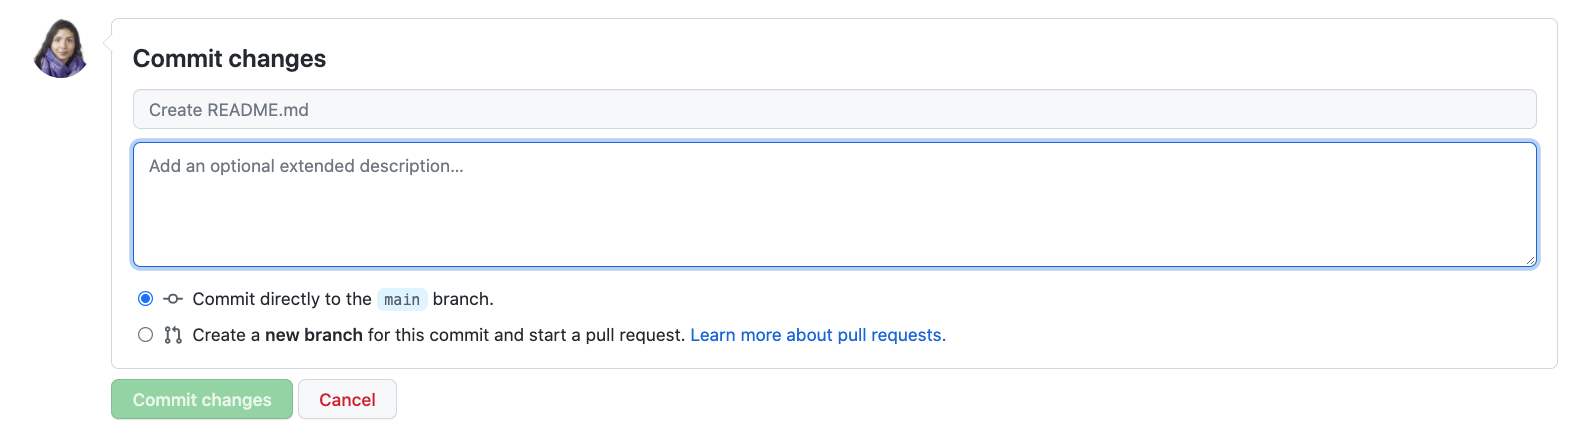 Commit changes
Create README.md
Add an optional extended description...
Commit directly to the main branch.
Create a new branch for this commit and start a pull request. Learn more about pull requests.
Commit changes
Cancel